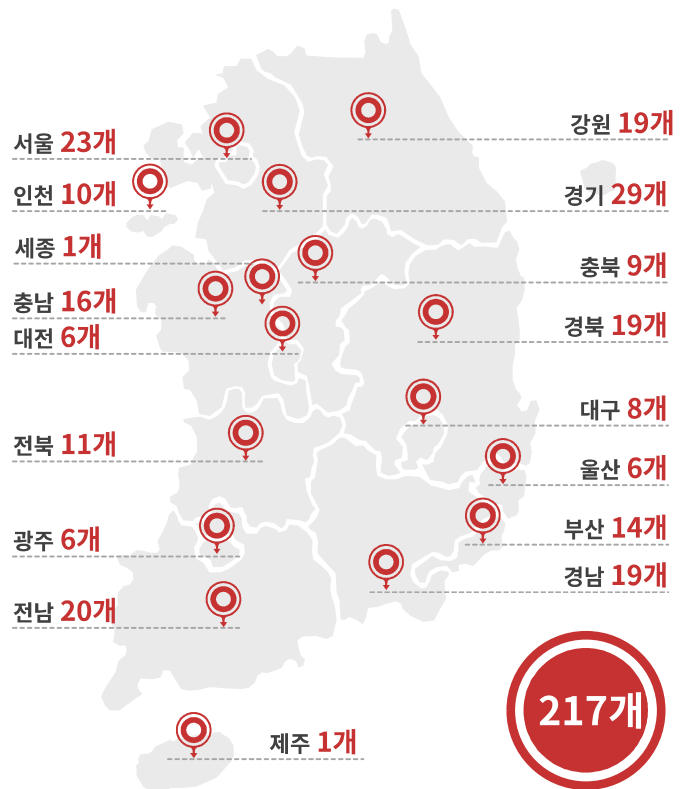 서울 23개
인천 10개
세종 1개
충남 16개
대전 6개
전북 11개
광주 6개
전남 20개
제주 1개
강원 19개
경기 29개
충북 9개
경북 19개
대구 8개
울산 6개
부산 14개
경남 19개
217개